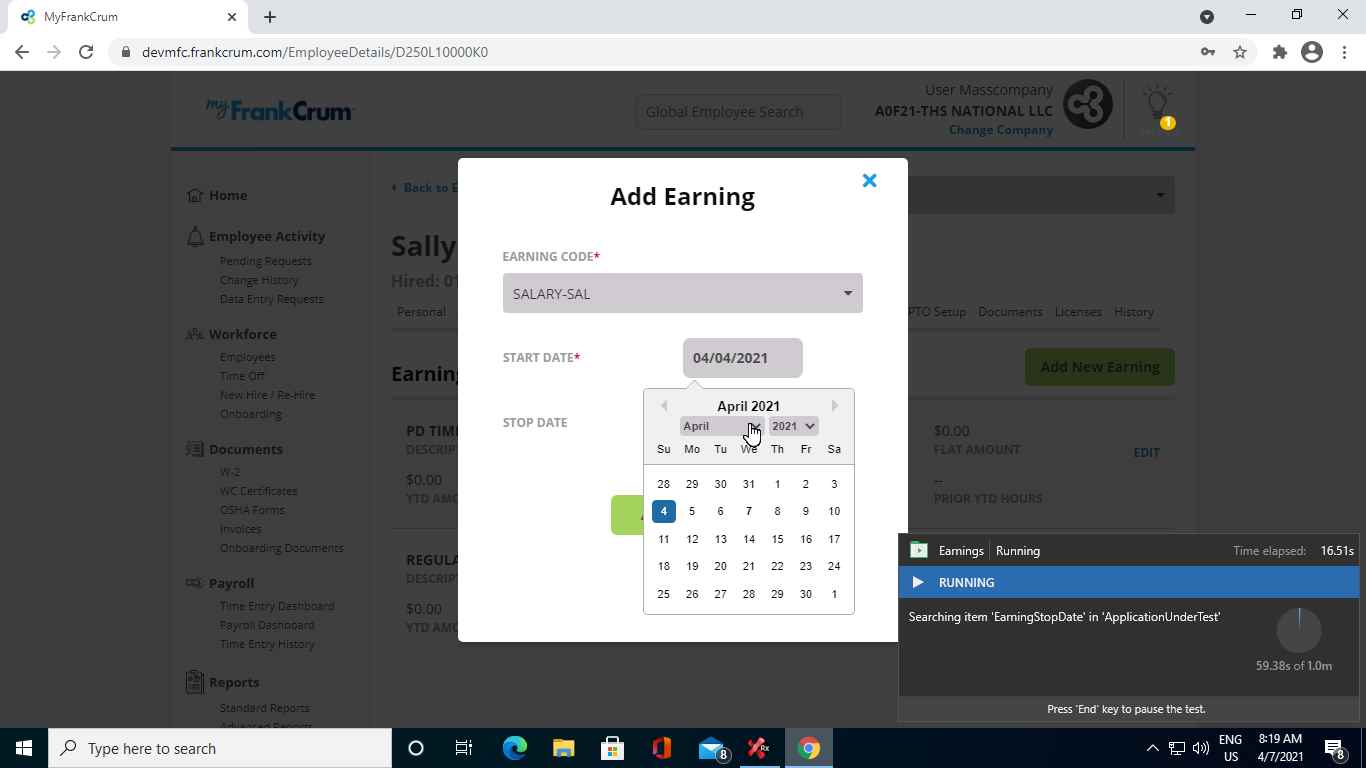 MyFrankCrum
devmfc.frankcrum.com/EmployeeDetails/D250L10000K0
myFrankCrum
Global Employee Search
User Masscompany
A0F21-THS NATIONAL LLC
Change Company
1
Home
Employee Activity
Pending Requests
Change History
Data Entry Requests
Workforce
Employees
Time Off
New Hire / Re-Hire
Onboarding
Documents
W-2
WC Certificates
OSHA Forms
Invoices
Onboarding Documents
Payroll
Time Entry Dashboard
Payroll Dashboard
Time Entry History
Reports
Standard Reports
Advanced Reports
Back to E
Sally
Hired: 01
Personal
PTO Setup Documents Licenses History
Earning
Add New Earning
PD TIM
DESCRIP
$0.00
YTD AMO
$0.00
FLAT AMOUNT
EDIT
--
PRIOR YTD HOURS
REGULA
DESCRIP
$0.00
YTD AMO
Add Earning
EARNING CODE*
SALARY-SAL
START DATE*
04/04/2021
STOP DATE
April 2021
April 2021
Su Mo Tu We Th Fr Sa
28 29 30 31 1 2 3
4 5 6 7 8 9 10
11 12 13 14 15 16 17
18 19 20 21 22 23 24
25 26 27 28 29 30 1
Earnings Running Time elapsed: 16.51s
RUNNING
Searching item 'EarningStopDate' in 'ApplicationUnderTest'
59.38s of 1.0m
Press 'End' key to pause the test.
Type here to search
8
Rx
ENG
US
8:19 AM
4/7/2021
8